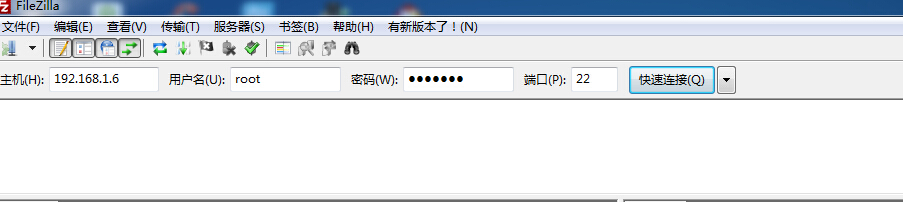 FileZilla
文件(F) 编辑(E) 查看(V) 传输(T) 服务器(S) 书签(B) 帮助(H) 有新版本了！(N)
主机(H): 192.168.1.6 用户名(U): root 密码(W): ●●●●●●● 端口(P): 22 快速连接(Q)